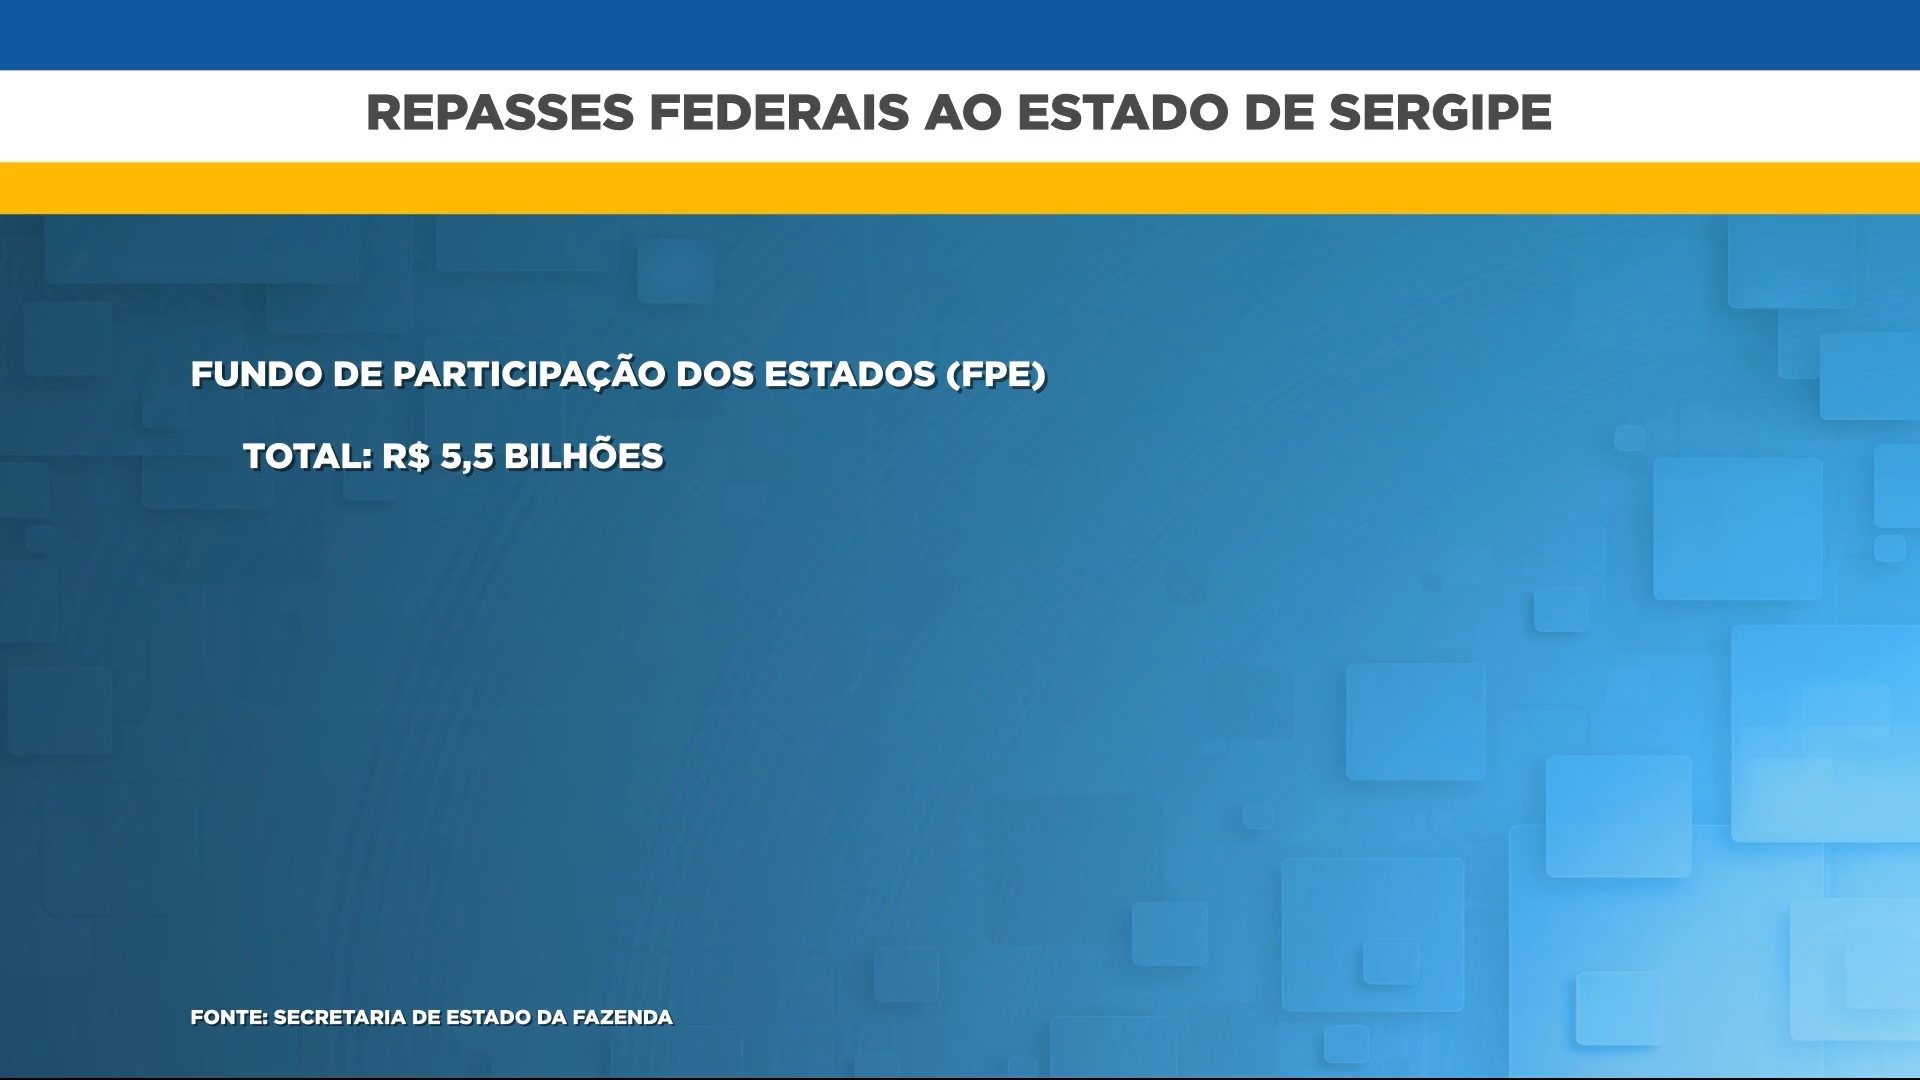 REPASSES FEDERAIS AO ESTADO DE SERGIPE
FUNDO DE PARTICIPAÇÃO DOS ESTADOS (FPE)
TOTAL: R$ 5,5 BILHÕES
FONTE: SECRETARIA DE ESTADO DA FAZENDA